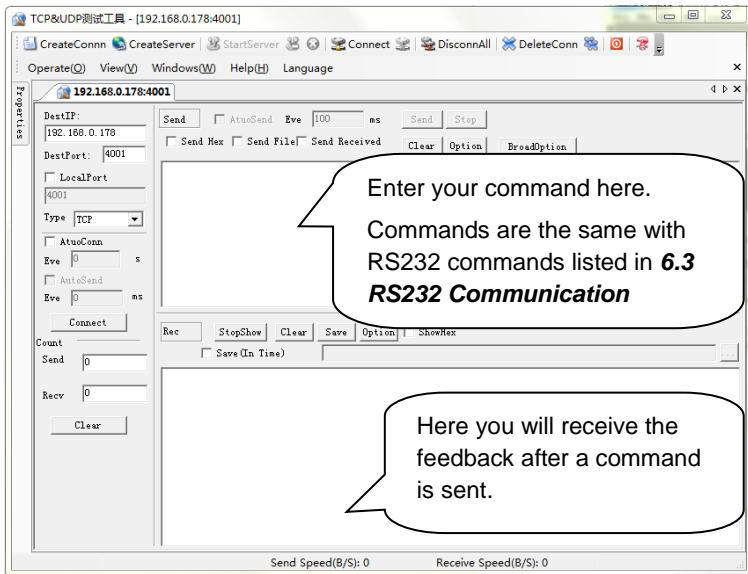 TCP&UDP测试工具 - [192.168.0.178:4001]
CreateConnn CreateServer StartServer Connect DisconnAll DeleteConn
Operate(O) View(V) Windows(W) Help(H) Language
Properties
192.168.0.178:4001
DestIP:
192.168.0.178
DestPort: 4001
LocalPort
4001
Type TCP
AtuoConn
Eve 0 s
AutoSend
Eve 0 ms
Connect
Count
Send 0
Recv 0
Clear
Send AtuoSend Eve 100 ms Send Stop
Send Hex Send File Send Received Clear Option BroadOption
Enter your command here.
Commands are the same with
RS232 commands listed in 6.3
RS232 Communication
Rec StopShow Clear Save Option ShowHex
Save(In Time) ...
Here you will receive the
feedback after a command
is sent.
Send Speed(B/S): 0 Receive Speed(B/S): 0